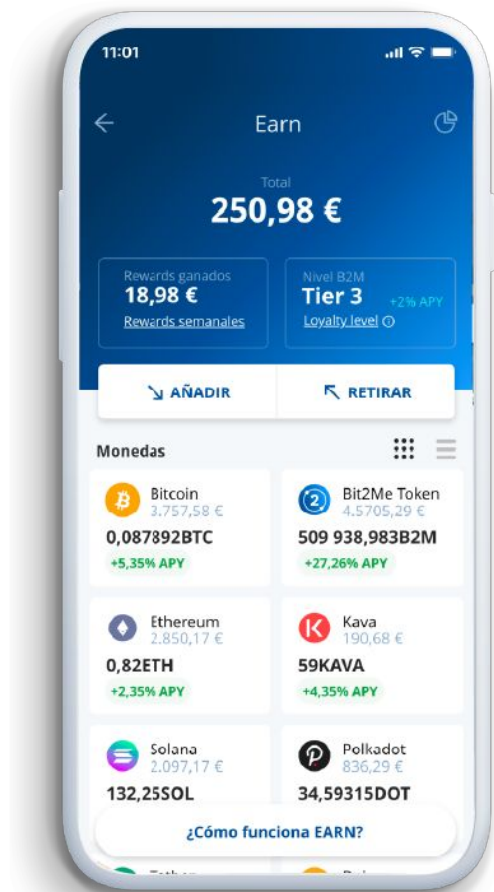 11:01
Earn
Total
250,98 €
Rewards ganados
18,98 €
Rewards semanales
Nivel B2M
Tier 3 +2% APY
Loyalty level
AÑADIR
RETIRAR
Monedas
Bitcoin
3.757,58 €
0,087892BTC
+5,35% APY
Bit2Me Token
4.5705,29 €
509 938,983B2M
+27,26% APY
Ethereum
2.850,17 €
0,82ETH
+2,35% APY
Kava
190,68 €
59KAVA
+4,35% APY
Solana
2.097,17 €
132,25SOL
Polkadot
836,29 €
34,59315DOT
¿Cómo funciona EARN?